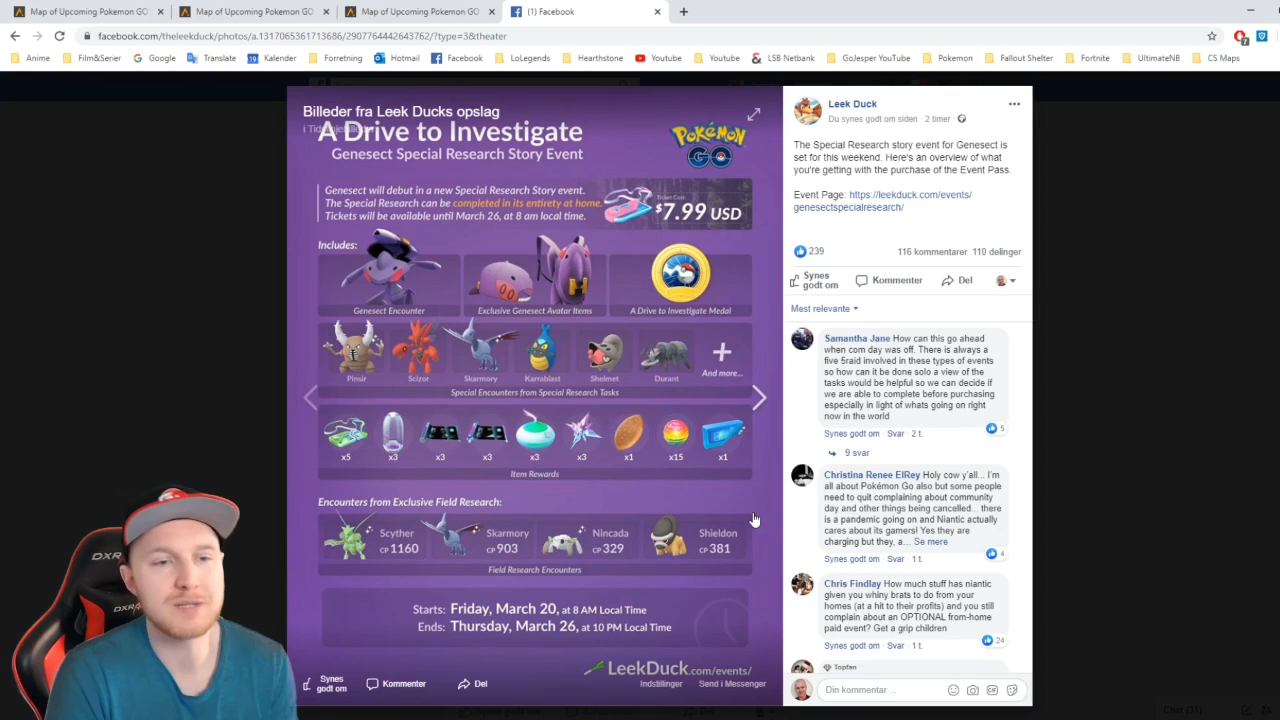 Map of Upcoming Pokemon GO
Map of Upcoming Pokemon GO
Map of Upcoming Pokemon GO
(1) Facebook
facebook.com/theleekduck/photos/a.1317065361713686/2907764442643762/?type=3&theater
Anime
Film&Serier
Google
Translate
Kalender
Forretning
Hotmail
Facebook
LoLegends
Hearthstone
Youtube
Youtube
LSB Netbank
GoJesper YouTube
Pokemon
Fallout Shelter
Fortnite
UltimateNB
CS Maps
Billeder fra Leek Ducks opslag
A Drive to Investigate
Genesect Special Research Story Event
POKÉMON
GO
Genesect will debut in a new Special Research Story event.
The Special Research can be completed in its entirety at home.
Tickets will be available until March 26, at 8 am local time.
Ticket Cost:
$7.99 USD
Includes:
Genesect Encounter
Exclusive Genesect Avatar Items
A Drive to Investigate Medal
Pinsir
Scizor
Skarmory
Karrablast
Shelmet
Durant
And more...
Special Encounters from Special Research Tasks
x5
x3
x3
x3
x3
x3
x1
x15
x1
Item Rewards
Encounters from Exclusive Field Research:
Scyther
CP 1160
Skarmory
CP 903
Nincada
CP 329
Shieldon
CP 381
Field Research Encounters
Starts: Friday, March 20, at 8 AM Local Time
Ends: Thursday, March 26, at 10 PM Local Time
LeekDuck.com/events/
Synes godt om
Kommenter
Del
Indstillinger
Send i Messenger
DXR
Leek Duck
Du synes godt om siden · 2 timer ·
The Special Research story event for Genesect is
set for this weekend. Here's an overview of what
you're getting with the purchase of the Event Pass.
Event Page: https://leekduck.com/events/
genesectspecialresearch/
239
116 kommentarer 110 delinger
Synes godt om
Kommenter
Del
Mest relevante
Samantha Jane How can this go ahead
when com day was off. There is always a
five 5raid involved in these types of events
so how can it be done solo a view of the
tasks would be helpful so we can decide if
we are able to complete before purchasing
especially in light of whats going on right
now in the world
5
Synes godt om · Svar · 2 t.
9 svar
Christina Renee ElRey Holy cow y'all... I'm
all about Pokémon Go also but some people
need to quit complaining about community
day and other things being cancelled... there
is a pandemic going on and Niantic actually
cares about its gamers! Yes they are
charging but they, a... Se mere
4
Synes godt om · Svar · 1 t.
Chris Findlay How much stuff has niantic
given you whiny brats to do from your
homes (at a hit to their profits) and you still
complain about an OPTIONAL from-home
paid event? Get a grip children
24
Synes godt om · Svar · 1 t.
Topfan
Din kommentar ...